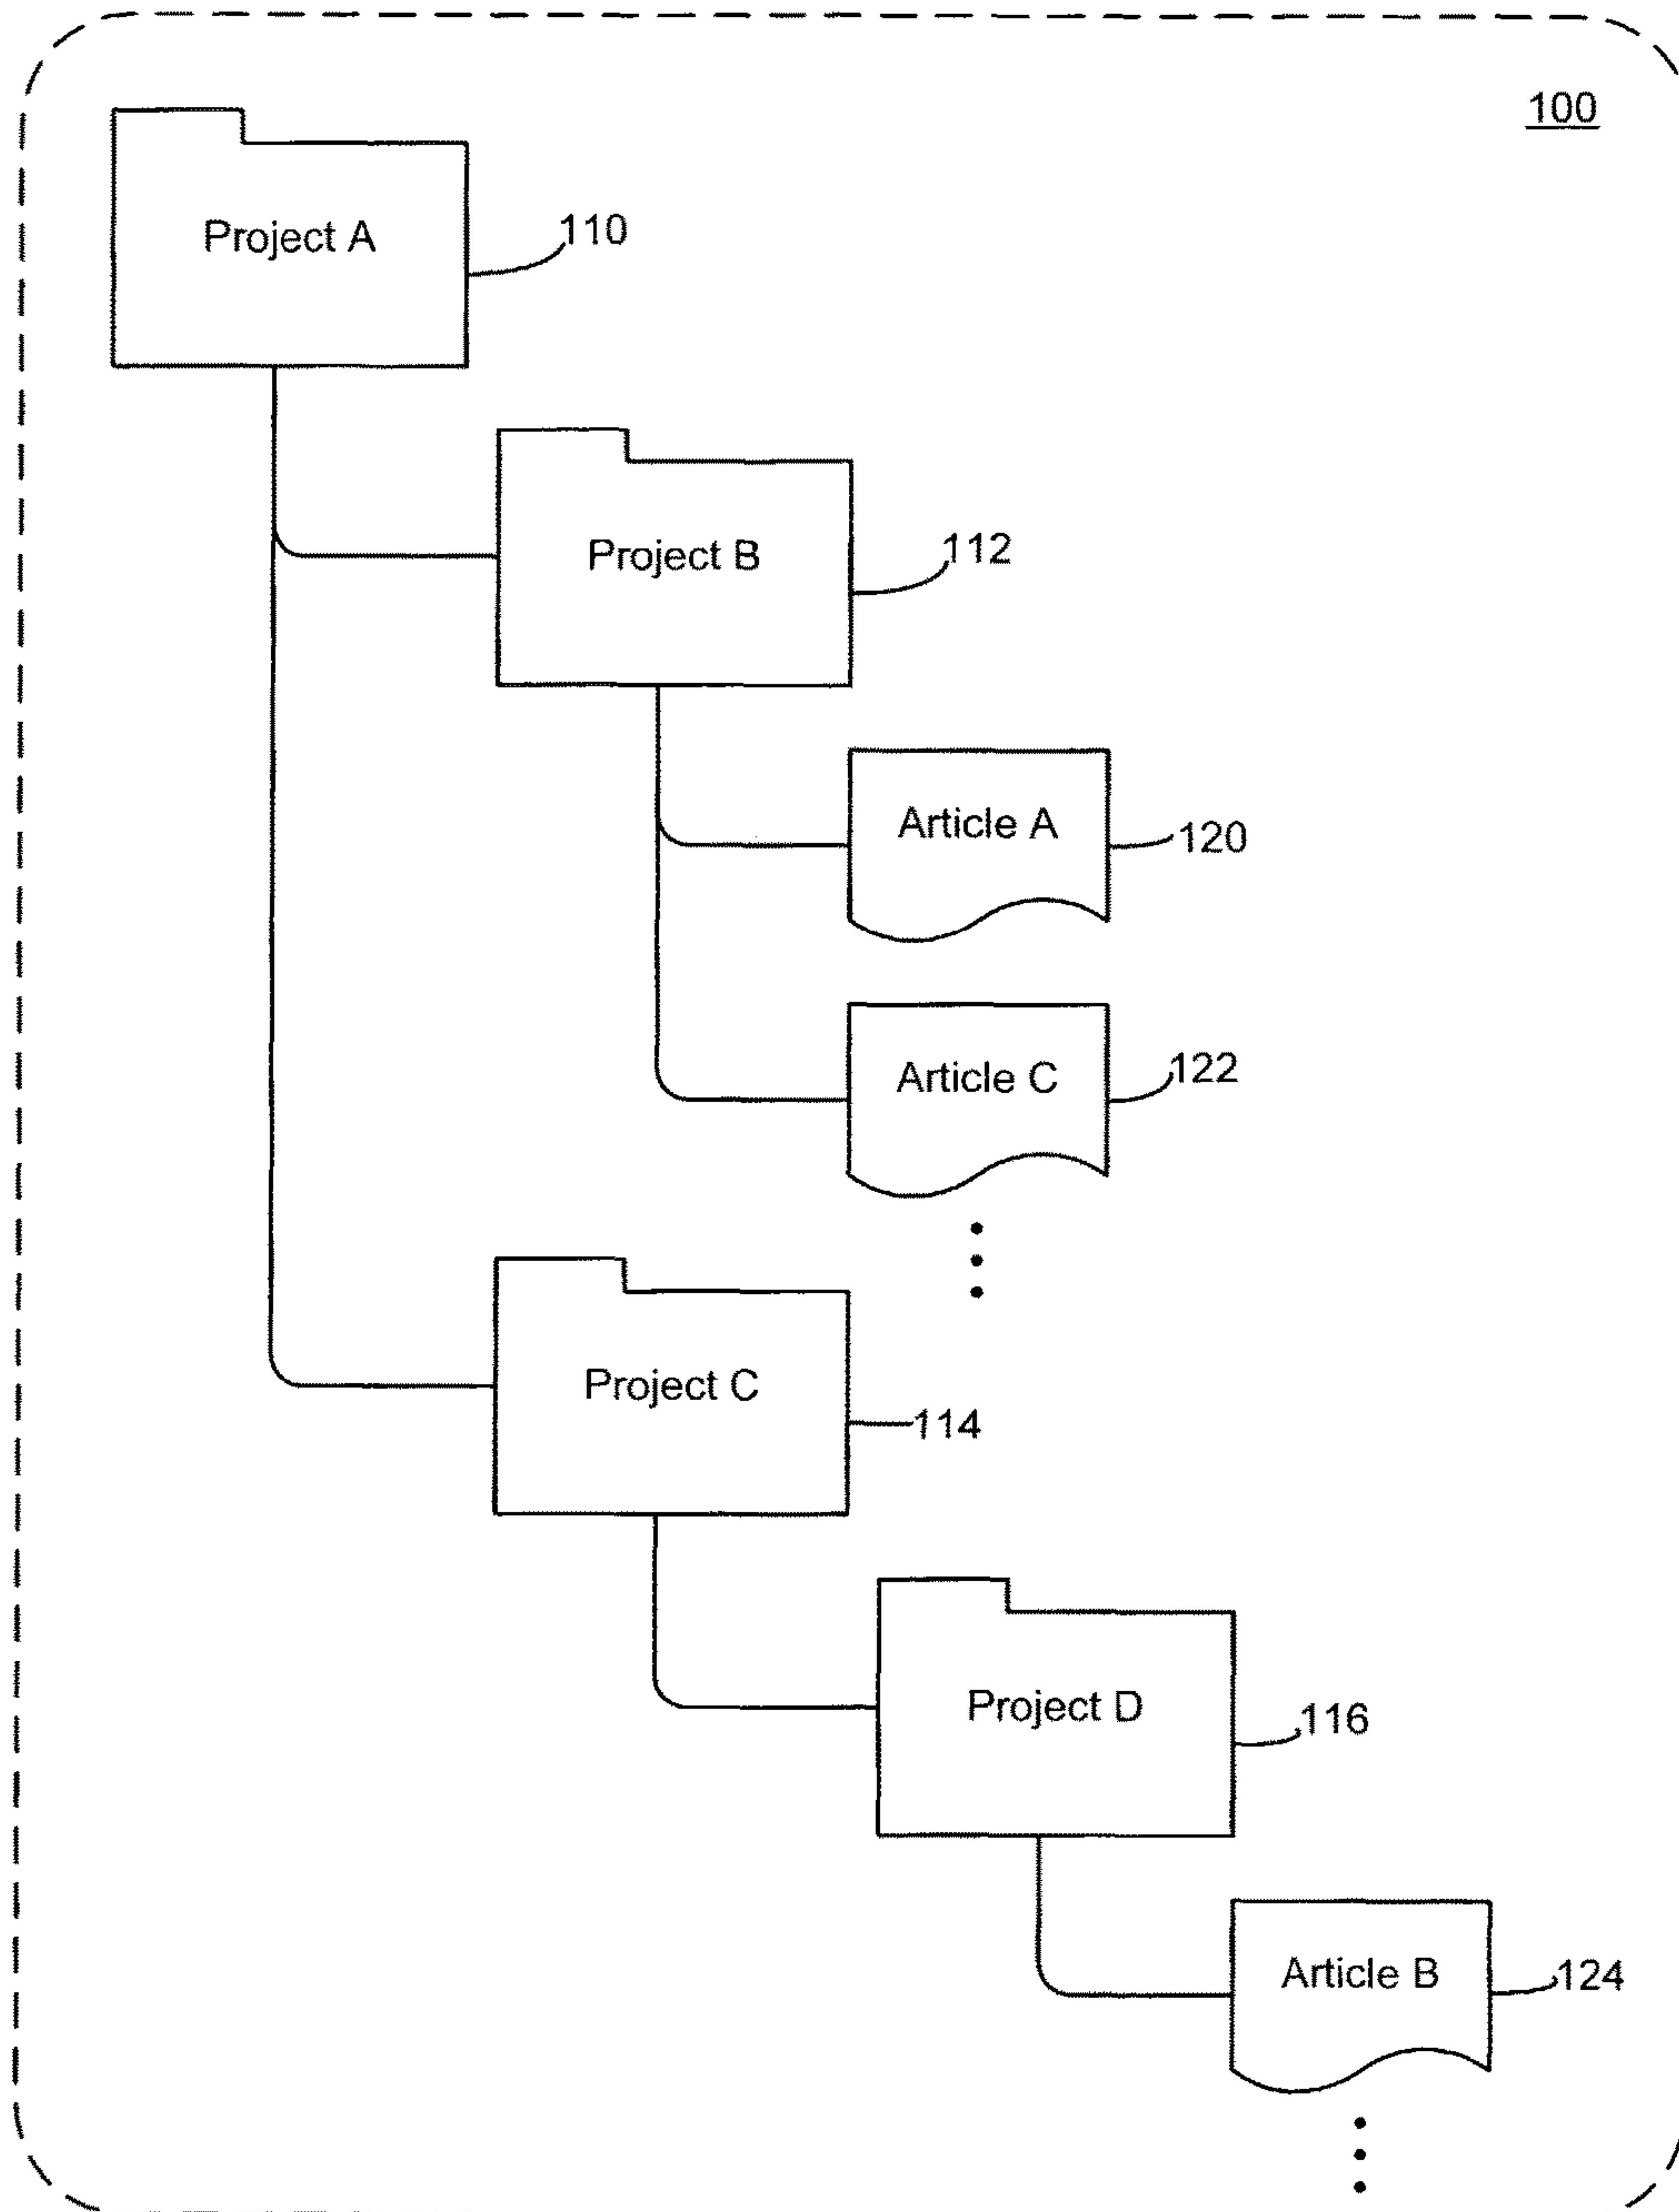 100
Project A
110
Project B
112
Article A
120
Article C
122
Project C
114
Project D
116
Article B
124